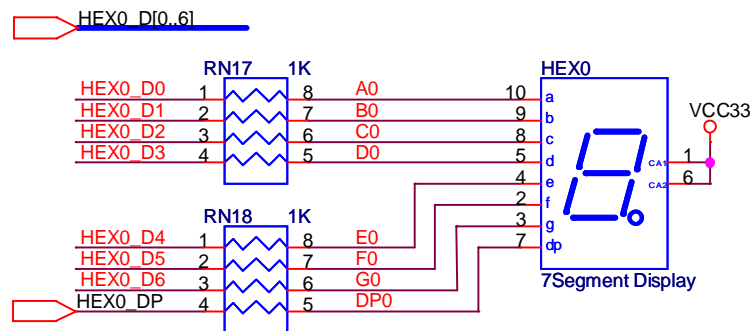 HEX0_D[0..6]
RN17 1K HEX0
HEX0_D0 1 8 A0 10 a VCC33
HEX0_D1 2 7 B0 9 b
HEX0_D2 3 6 C0 8 c
HEX0_D3 4 5 D0 5 d CA1 1
4 e CA2 6
RN18 1K 2 f
HEX0_D4 1 8 E0 3 g
HEX0_D5 2 7 F0 7 dp
HEX0_D6 3 6 G0
HEX0_DP 4 5 DP0 7Segment Display